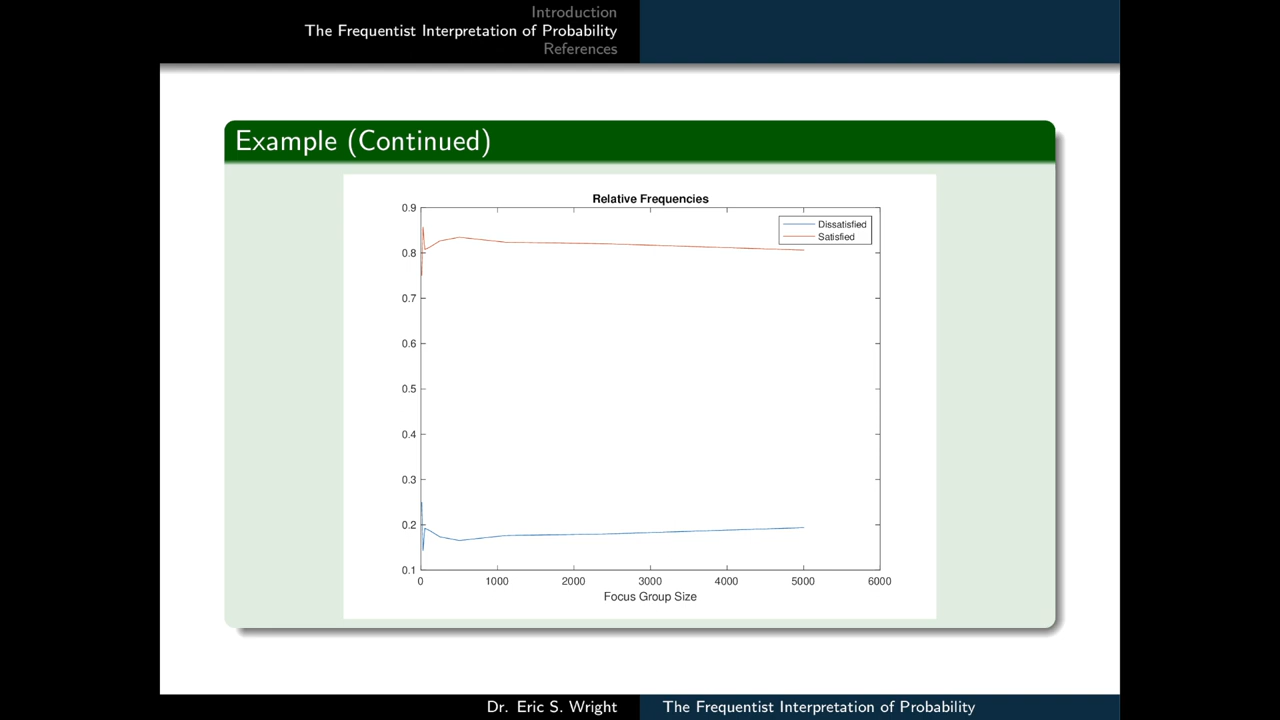 Introduction
The Frequentist Interpretation of Probability
References
Example (Continued)
Relative Frequencies
Dissatisfied
Satisfied
0.9
0.8
0.7
0.6
0.5
0.4
0.3
0.2
0.1
0 1000 2000 3000 4000 5000 6000
Focus Group Size
Dr. Eric S. Wright The Frequentist Interpretation of Probability